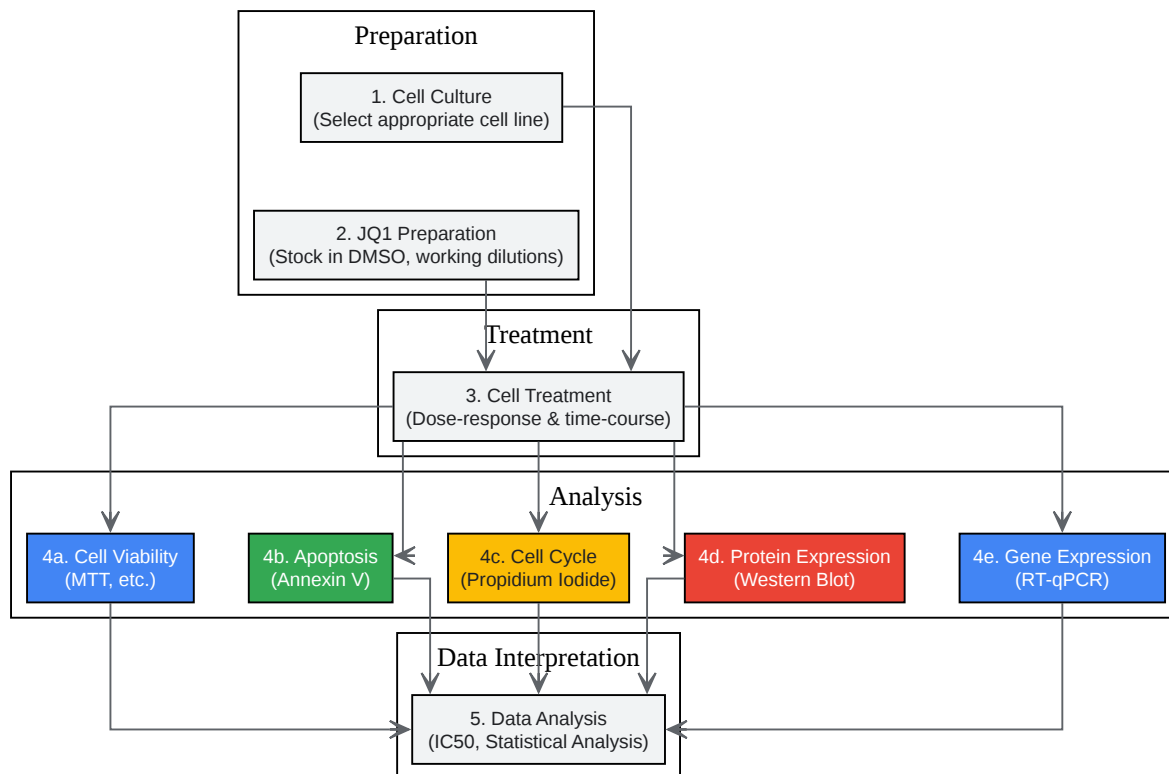 Preparation
1. Cell Culture
(Select appropriate cell line)
2. JQ1 Preparation
(Stock in DMSO, working dilutions)
Treatment
3. Cell Treatment
(Dose-response & time-course)
Analysis
4a. Cell Viability
(MTT, etc.)
4b. Apoptosis
(Annexin V)
4c. Cell Cycle
(Propidium Iodide)
4d. Protein Expression
(Western Blot)
4e. Gene Expression
(RT-qPCR)
Data Interpretation
5. Data Analysis
(IC50, Statistical Analysis)